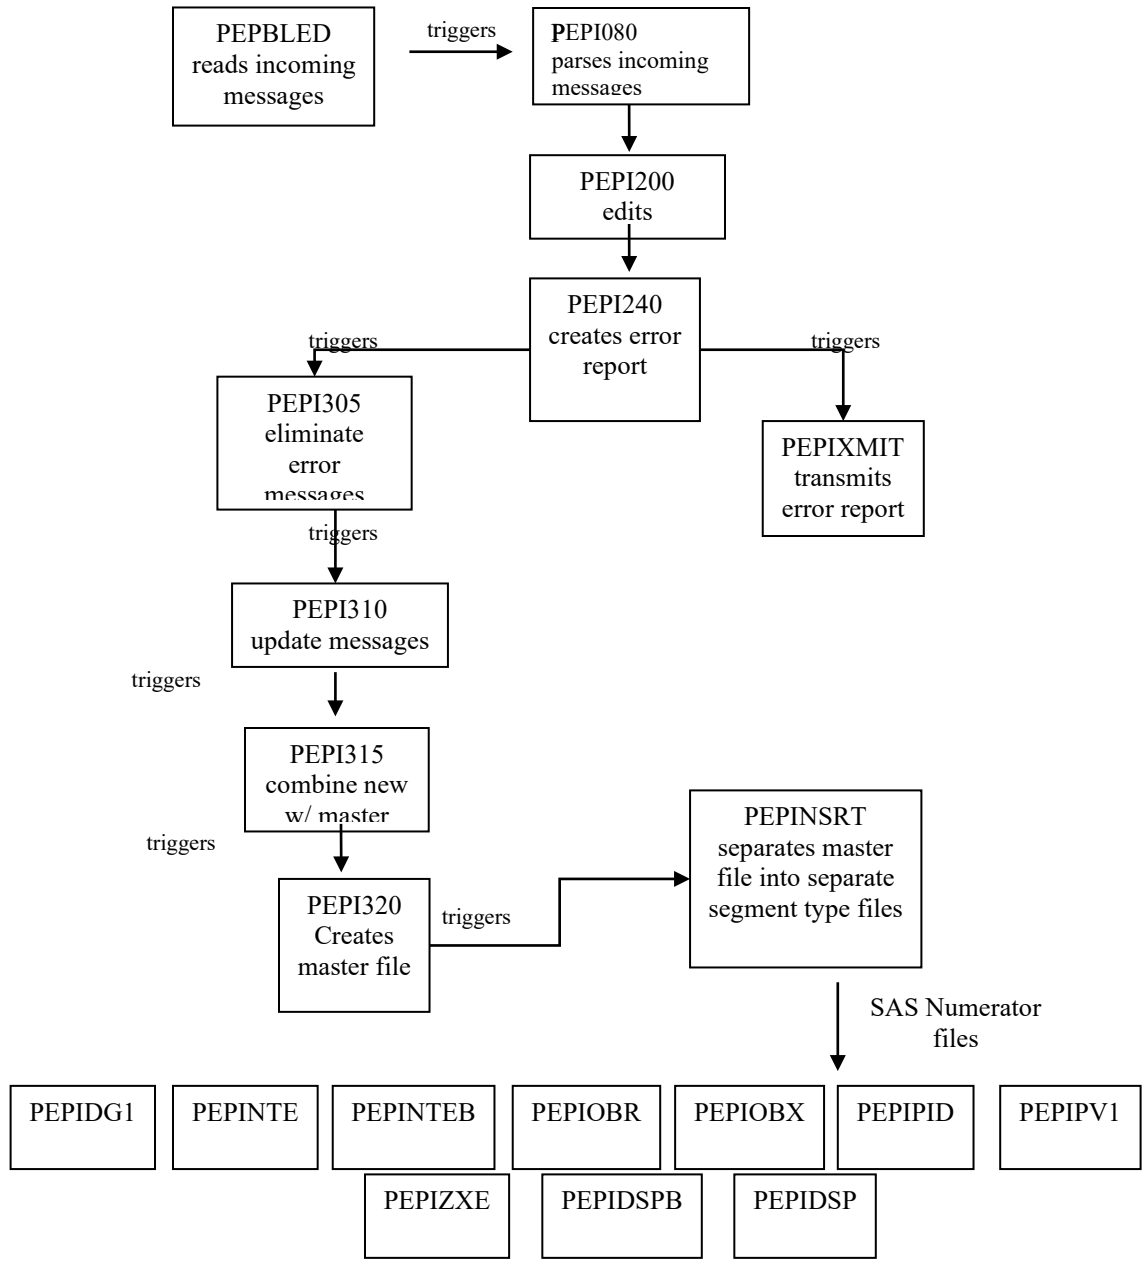 PEPBLED
reads incoming
messages
triggers
PEPI080
parses incoming
messages
PEPI200
edits
PEPI240
creates error
report
triggers
triggers
PEPI305
eliminate
error
messages
PEPIXMIT
transmits
error report
triggers
PEPI310
update messages
triggers
PEPI315
combine new
w/ master
triggers
PEPI320
Creates
master file
triggers
PEPINSRT
separates master
file into separate
segment type files
SAS Numerator
files
PEPIDG1
PEPINTE
PEPINTEB
PEPIOBR
PEPIOBX
PEPIPID
PEPIPV1
PEPIZXE
PEPIDSPB
PEPIDSP